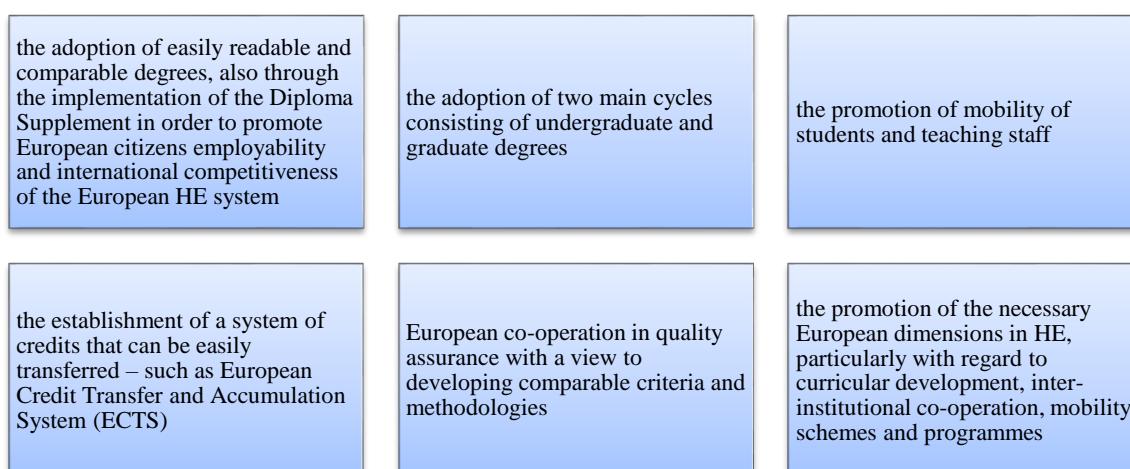 the adoption of easily readable and
comparable degrees, also through
the implementation of the Diploma
Supplement in order to promote
European citizens employability
and international competitiveness
of the European HE system
the adoption of two main cycles
consisting of undergraduate and
graduate degrees
the promotion of mobility of
students and teaching staff
the establishment of a system of
credits that can be easily
transferred – such as European
Credit Transfer and Accumulation
System (ECTS)
European co-operation in quality
assurance with a view to
developing comparable criteria and
methodologies
the promotion of the necessary
European dimensions in HE,
particularly with regard to
curricular development, inter-
institutional co-operation, mobility
schemes and programmes